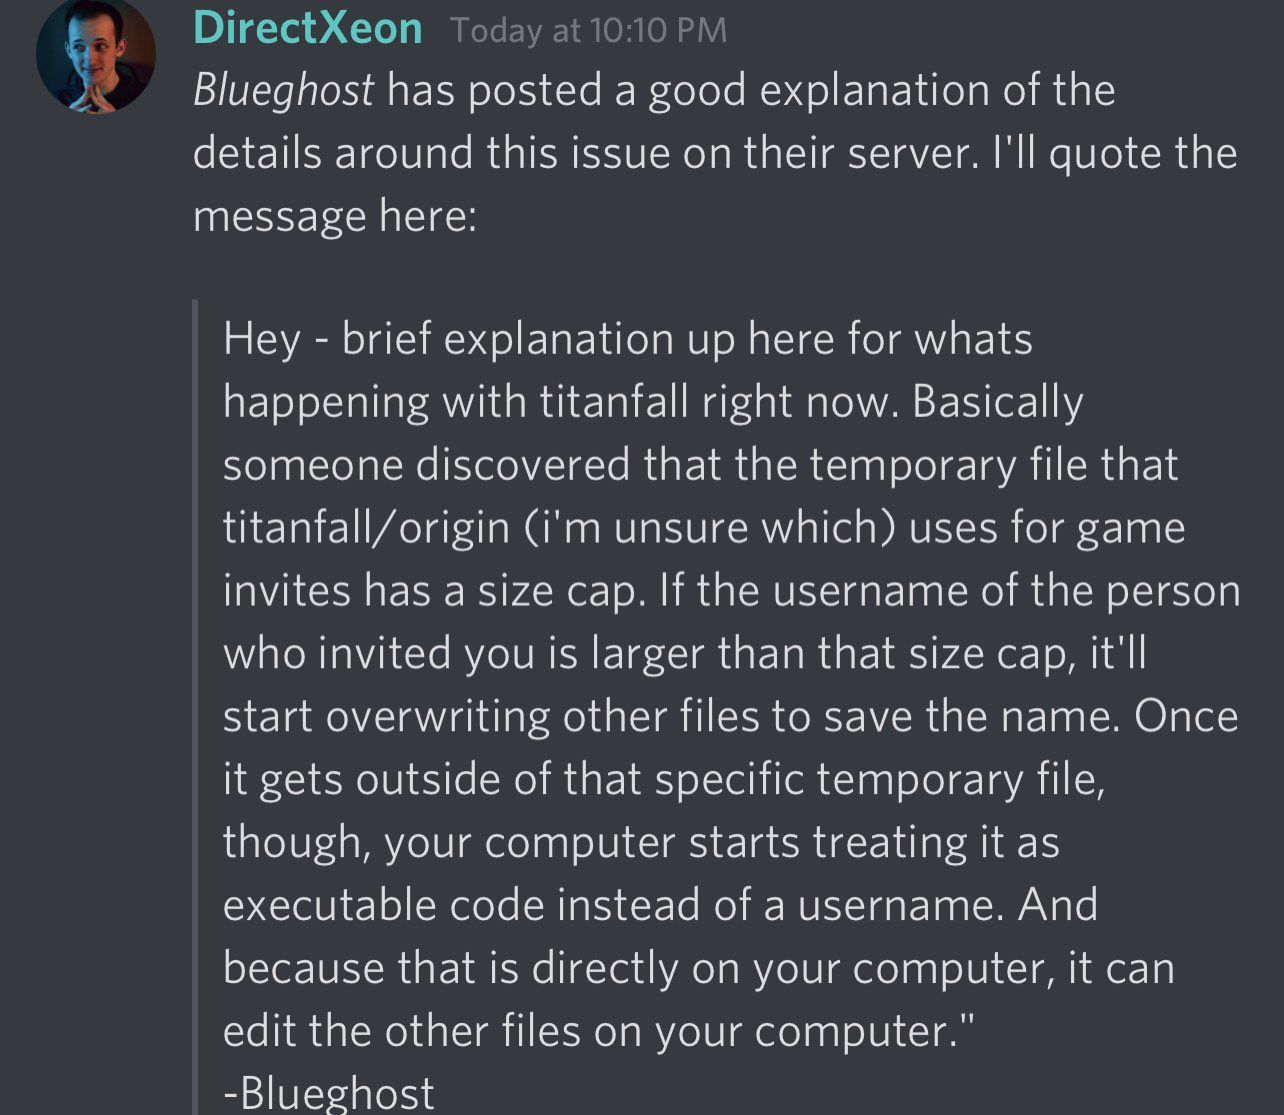 DirectXeon Today at 10:10 PM
Blueghost has posted a good explanation of the
details around this issue on their server. I'll quote the
message here:
Hey - brief explanation up here for whats
happening with titanfall right now. Basically
someone discovered that the temporary file that
titanfall/origin (i'm unsure which) uses for game
invites has a size cap. If the username of the person
who invited you is larger than that size cap, it'll
start overwriting other files to save the name. Once
it gets outside of that specific temporary file,
though, your computer starts treating it as
executable code instead of a username. And
because that is directly on your computer, it can
edit the other files on your computer."
-Blueghost